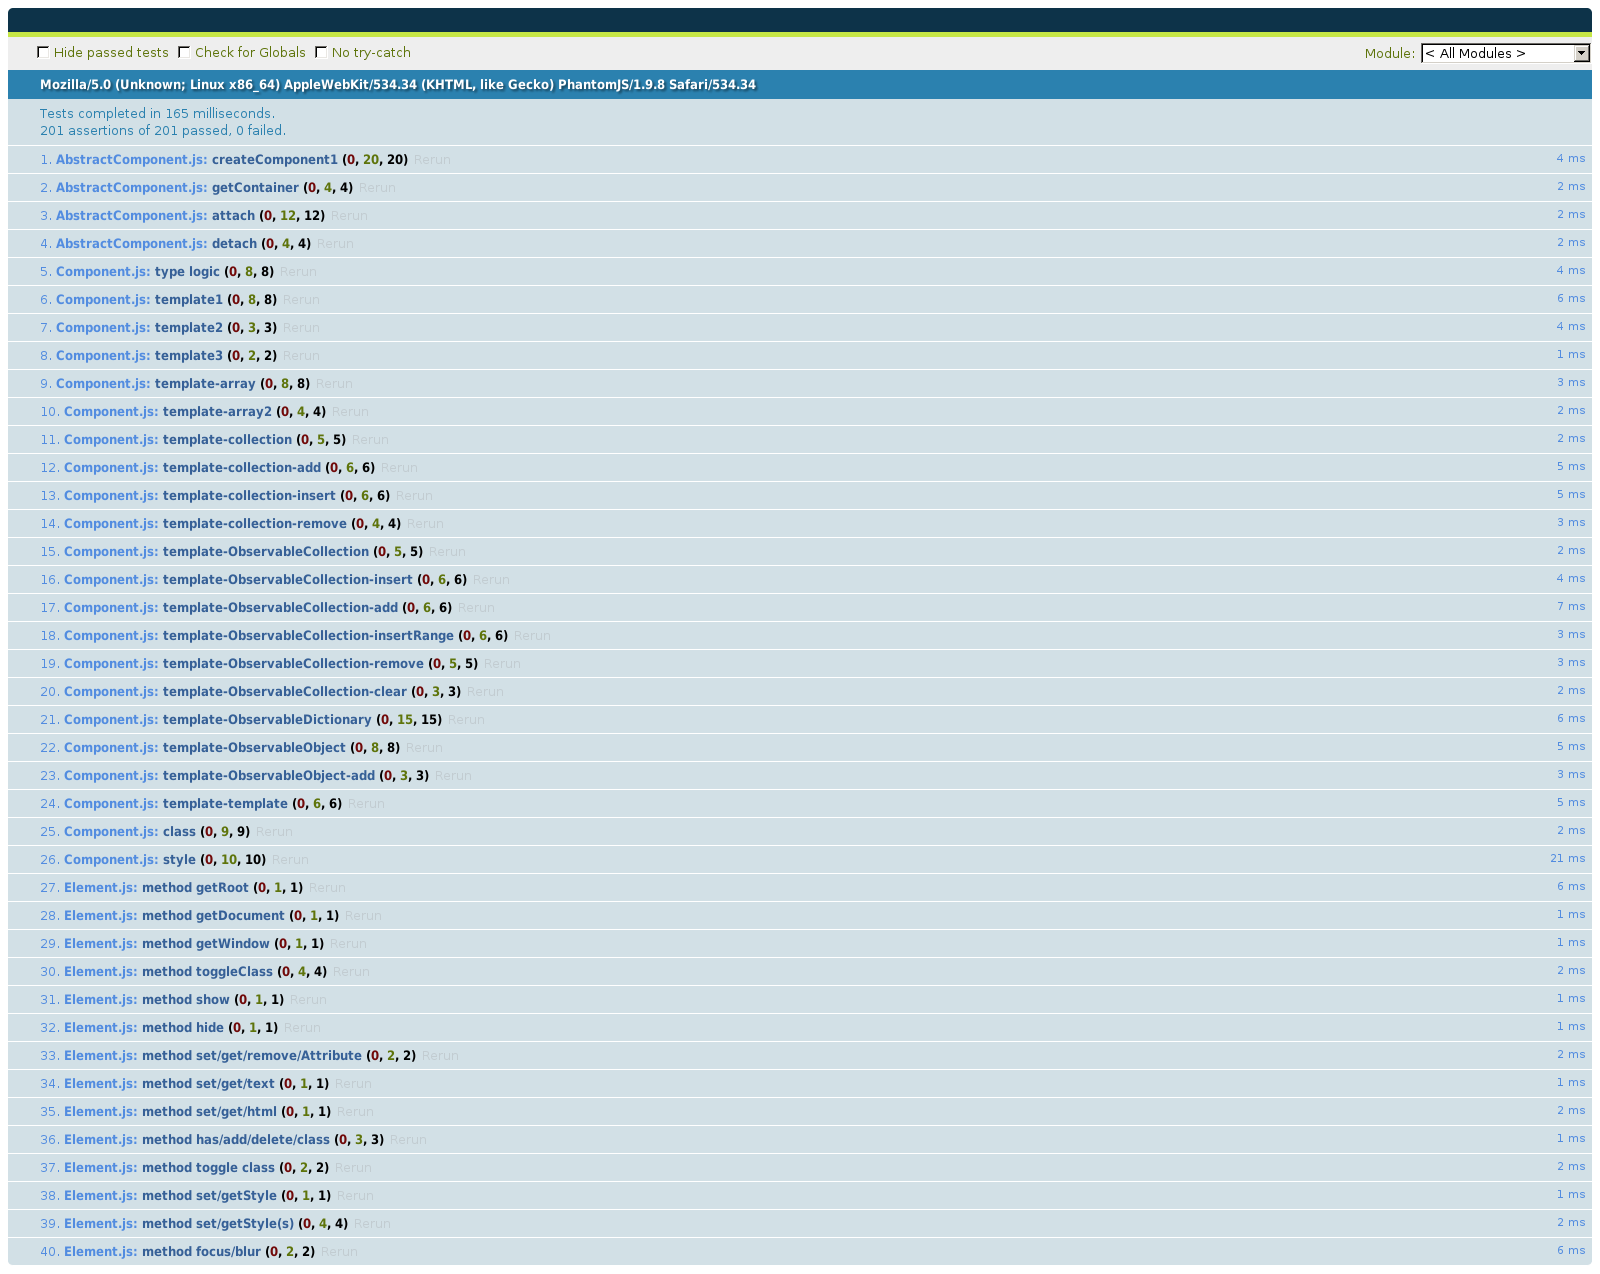 Hide passed tests Check for Globals No try-catch Module: < All Modules >
Mozilla/5.0 (Unknown; Linux x86_64) AppleWebKit/534.34 (KHTML, like Gecko) PhantomJS/1.9.8 Safari/534.34
Tests completed in 165 milliseconds.
201 assertions of 201 passed, 0 failed.
1. AbstractComponent.js: createComponent1 (0, 20, 20) Rerun 4 ms
2. AbstractComponent.js: getContainer (0, 4, 4) Rerun 2 ms
3. AbstractComponent.js: attach (0, 12, 12) Rerun 2 ms
4. AbstractComponent.js: detach (0, 4, 4) Rerun 2 ms
5. Component.js: type logic (0, 8, 8) Rerun 4 ms
6. Component.js: template1 (0, 8, 8) Rerun 6 ms
7. Component.js: template2 (0, 3, 3) Rerun 4 ms
8. Component.js: template3 (0, 2, 2) Rerun 1 ms
9. Component.js: template-array (0, 8, 8) Rerun 3 ms
10. Component.js: template-array2 (0, 4, 4) Rerun 2 ms
11. Component.js: template-collection (0, 5, 5) Rerun 2 ms
12. Component.js: template-collection-add (0, 6, 6) Rerun 5 ms
13. Component.js: template-collection-insert (0, 6, 6) Rerun 5 ms
14. Component.js: template-collection-remove (0, 4, 4) Rerun 3 ms
15. Component.js: template-ObservableCollection (0, 5, 5) Rerun 2 ms
16. Component.js: template-ObservableCollection-insert (0, 6, 6) Rerun 4 ms
17. Component.js: template-ObservableCollection-add (0, 6, 6) Rerun 7 ms
18. Component.js: template-ObservableCollection-insertRange (0, 6, 6) Rerun 3 ms
19. Component.js: template-ObservableCollection-remove (0, 5, 5) Rerun 3 ms
20. Component.js: template-ObservableCollection-clear (0, 3, 3) Rerun 2 ms
21. Component.js: template-ObservableDictionary (0, 15, 15) Rerun 6 ms
22. Component.js: template-ObservableObject (0, 8, 8) Rerun 5 ms
23. Component.js: template-ObservableObject-add (0, 3, 3) Rerun 3 ms
24. Component.js: template-template (0, 6, 6) Rerun 5 ms
25. Component.js: class (0, 9, 9) Rerun 2 ms
26. Component.js: style (0, 10, 10) Rerun 21 ms
27. Element.js: method getRoot (0, 1, 1) Rerun 6 ms
28. Element.js: method getDocument (0, 1, 1) Rerun 1 ms
29. Element.js: method getWindow (0, 1, 1) Rerun 1 ms
30. Element.js: method toggleClass (0, 4, 4) Rerun 2 ms
31. Element.js: method show (0, 1, 1) Rerun 1 ms
32. Element.js: method hide (0, 1, 1) Rerun 1 ms
33. Element.js: method set/get/remove/Attribute (0, 2, 2) Rerun 2 ms
34. Element.js: method set/get/text (0, 1, 1) Rerun 1 ms
35. Element.js: method set/get/html (0, 1, 1) Rerun 2 ms
36. Element.js: method has/add/delete/class (0, 3, 3) Rerun 1 ms
37. Element.js: method toggle class (0, 2, 2) Rerun 2 ms
38. Element.js: method set/getStyle (0, 1, 1) Rerun 1 ms
39. Element.js: method set/getStyle(s) (0, 4, 4) Rerun 2 ms
40. Element.js: method focus/blur (0, 2, 2) Rerun 6 ms